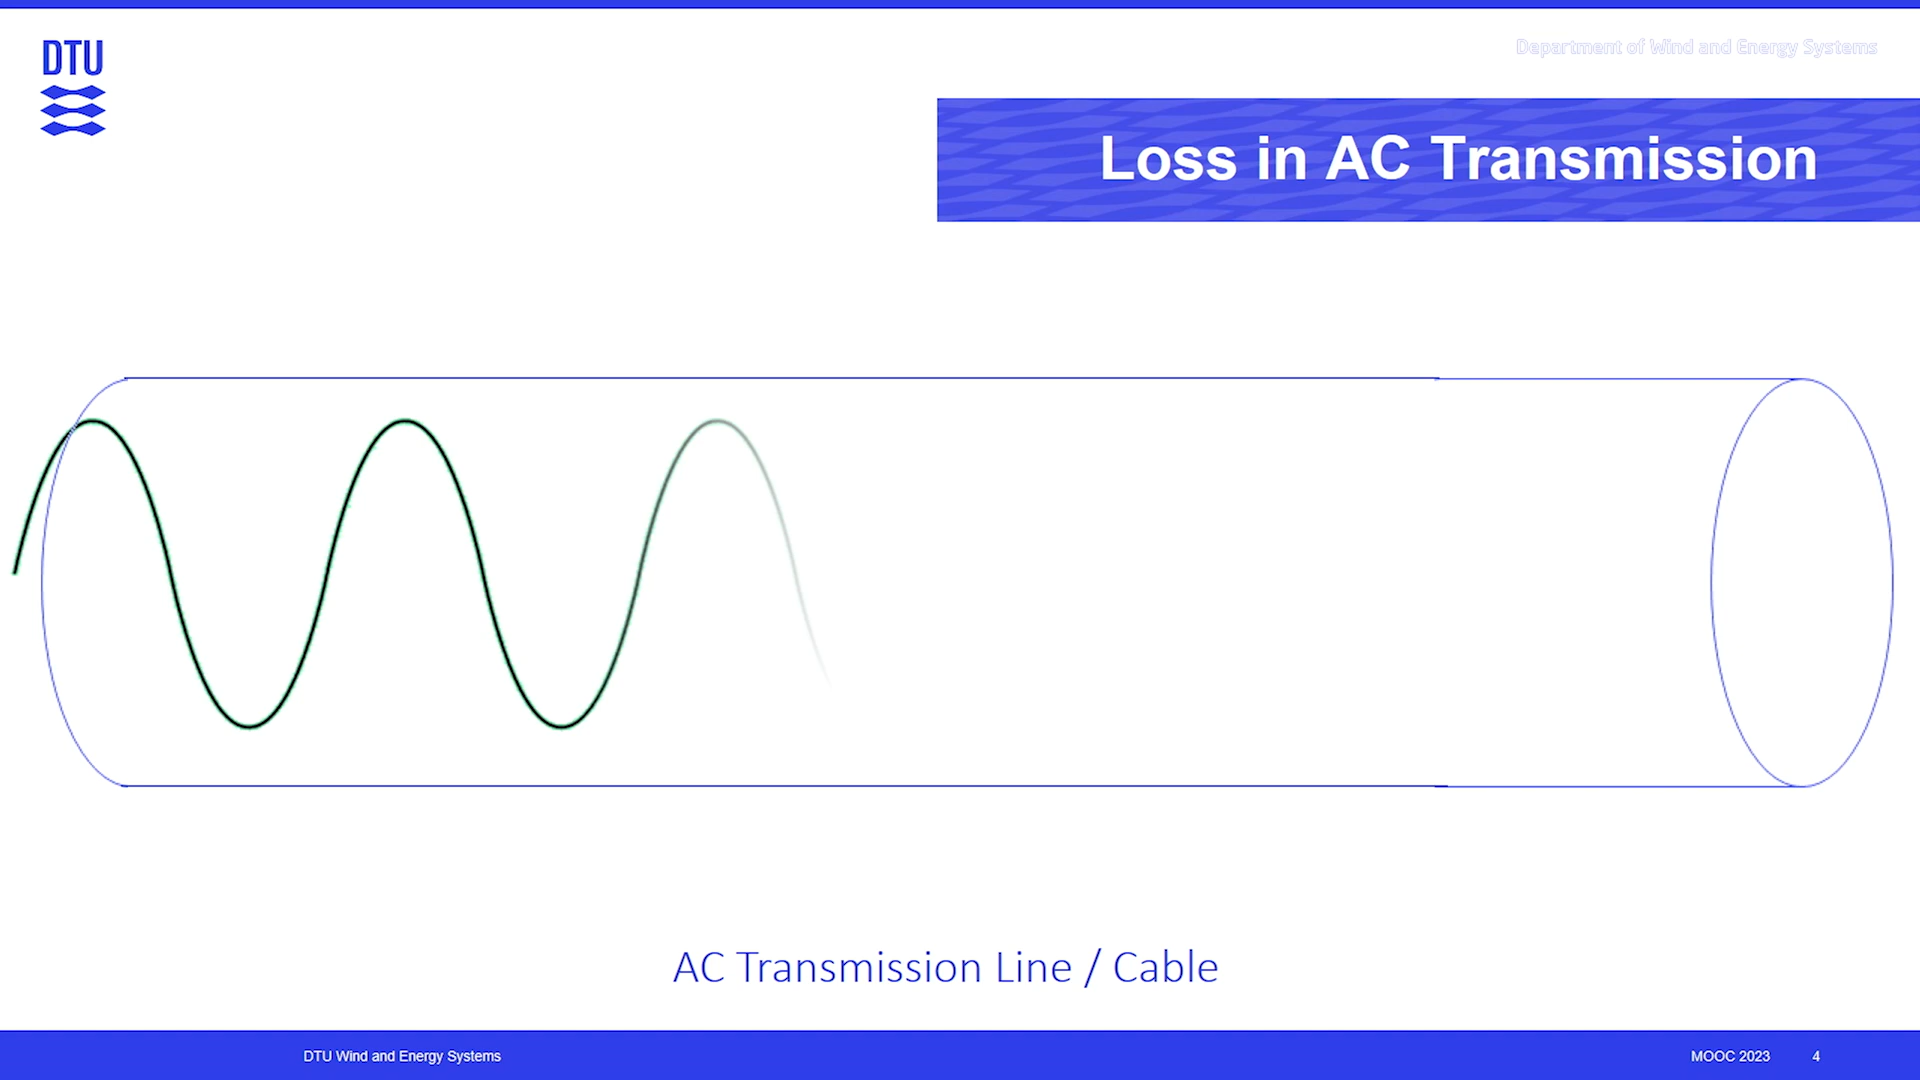 DTU
Department of Wind and Energy Systems
Loss in AC Transmission
AC Transmission Line / Cable
DTU Wind and Energy Systems
MOOC 2023
4